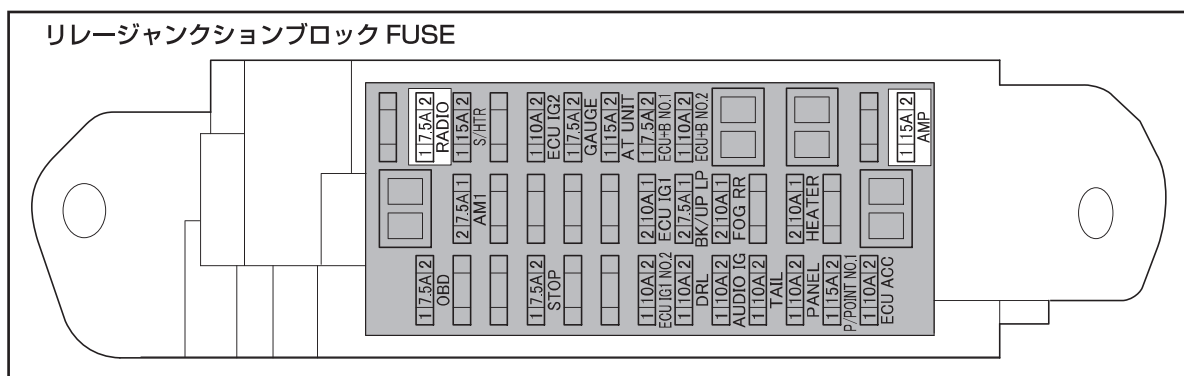 リレージャンクションブロック FUSE
1 7.5A 2 RADIO
1 15A 2 S/HTR
1 10A 2 ECU IG2
1 7.5A 2 GAUGE
1 15A 2 AT UNIT
1 7.5A 2 ECU+B NO.1
1 10A 2 ECU+B NO.2
1 15A 2 AMP
2 7.5A 1 AM1
2 10A 1 ECU IG1
2 7.5A 1 BK/UP LP
2 10A 1 FOG RR
2 10A 1 HEATER
1 7.5A 2 OBD
1 7.5A 2 STOP
1 10A 2 ECU IG1 NO.2
1 10A 2 DRL
1 10A 2 AUDIO IG
1 10A 2 TAIL
1 10A 2 PANEL
1 15A 2 P/POINT NO.1
1 10A 2 ECU ACC